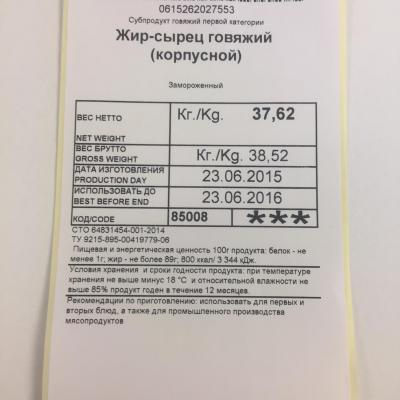 0615262027553
Субпродукт говяжий первой категории
Жир-сырец говяжий
(корпусной)
Замороженный
ВЕС НЕТТО Кг./Kg. 37,62
NET WEIGHT
ВЕС БРУТТО
GROSS WEIGHT Кг./Kg. 38,52
ДАТА ИЗГОТОВЛЕНИЯ
PRODUCTION DAY 23.06.2015
ИСПОЛЬЗОВАТЬ ДО
BEST BEFORE END 23.06.2016
КОД/CODE 85008 ***
СТО 64831454-001-2014
ТУ 9215-895-00419779-06
Пищевая и энергетическая ценность 100г продукта: белок - не
менее 1г; жир - не более 89г; 800 ккал/ 3 344 кДж.
Условия хранения и сроки годности продукта: при температуре
хранения не выше минус 18 °C и относительной влажности не
выше 85% продукт годен в течение 12 месяцев.
Рекомендации по приготовлению: использовать для первых и
вторых блюд, а также для промышленного производства
мясопродуктов